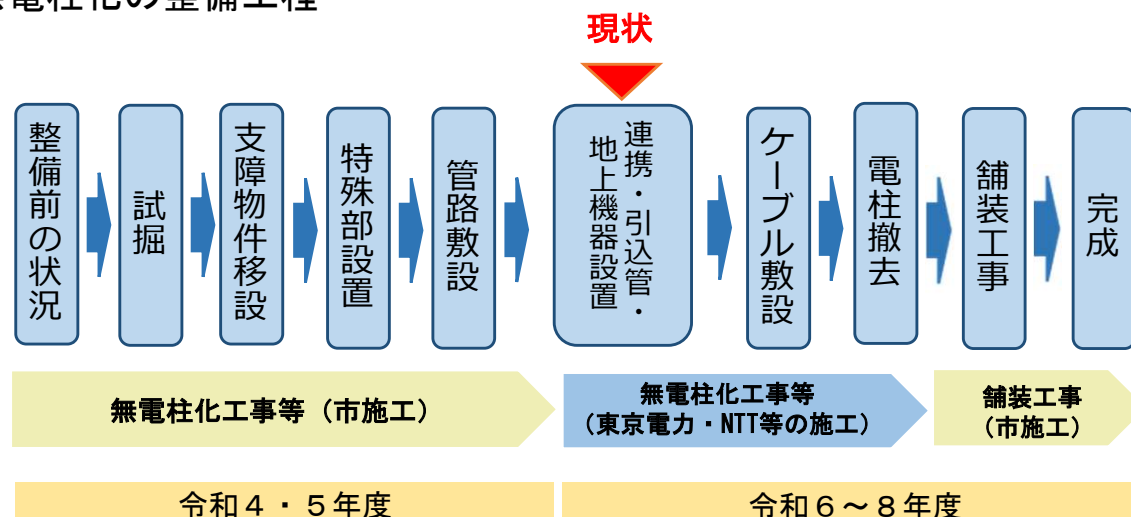 無電柱化の整備工程
現状
整備前の状況
試掘
支障物件移設
特殊部設置
管路敷設
連携・引込管・
地上機器設置
ケーブル敷設
電柱撤去
舗装工事
完成
無電柱化工事等（市施工）
無電柱化工事等
（東京電力・NTT等の施工）
舗装工事
（市施工）
令和４・５年度
令和６～８年度